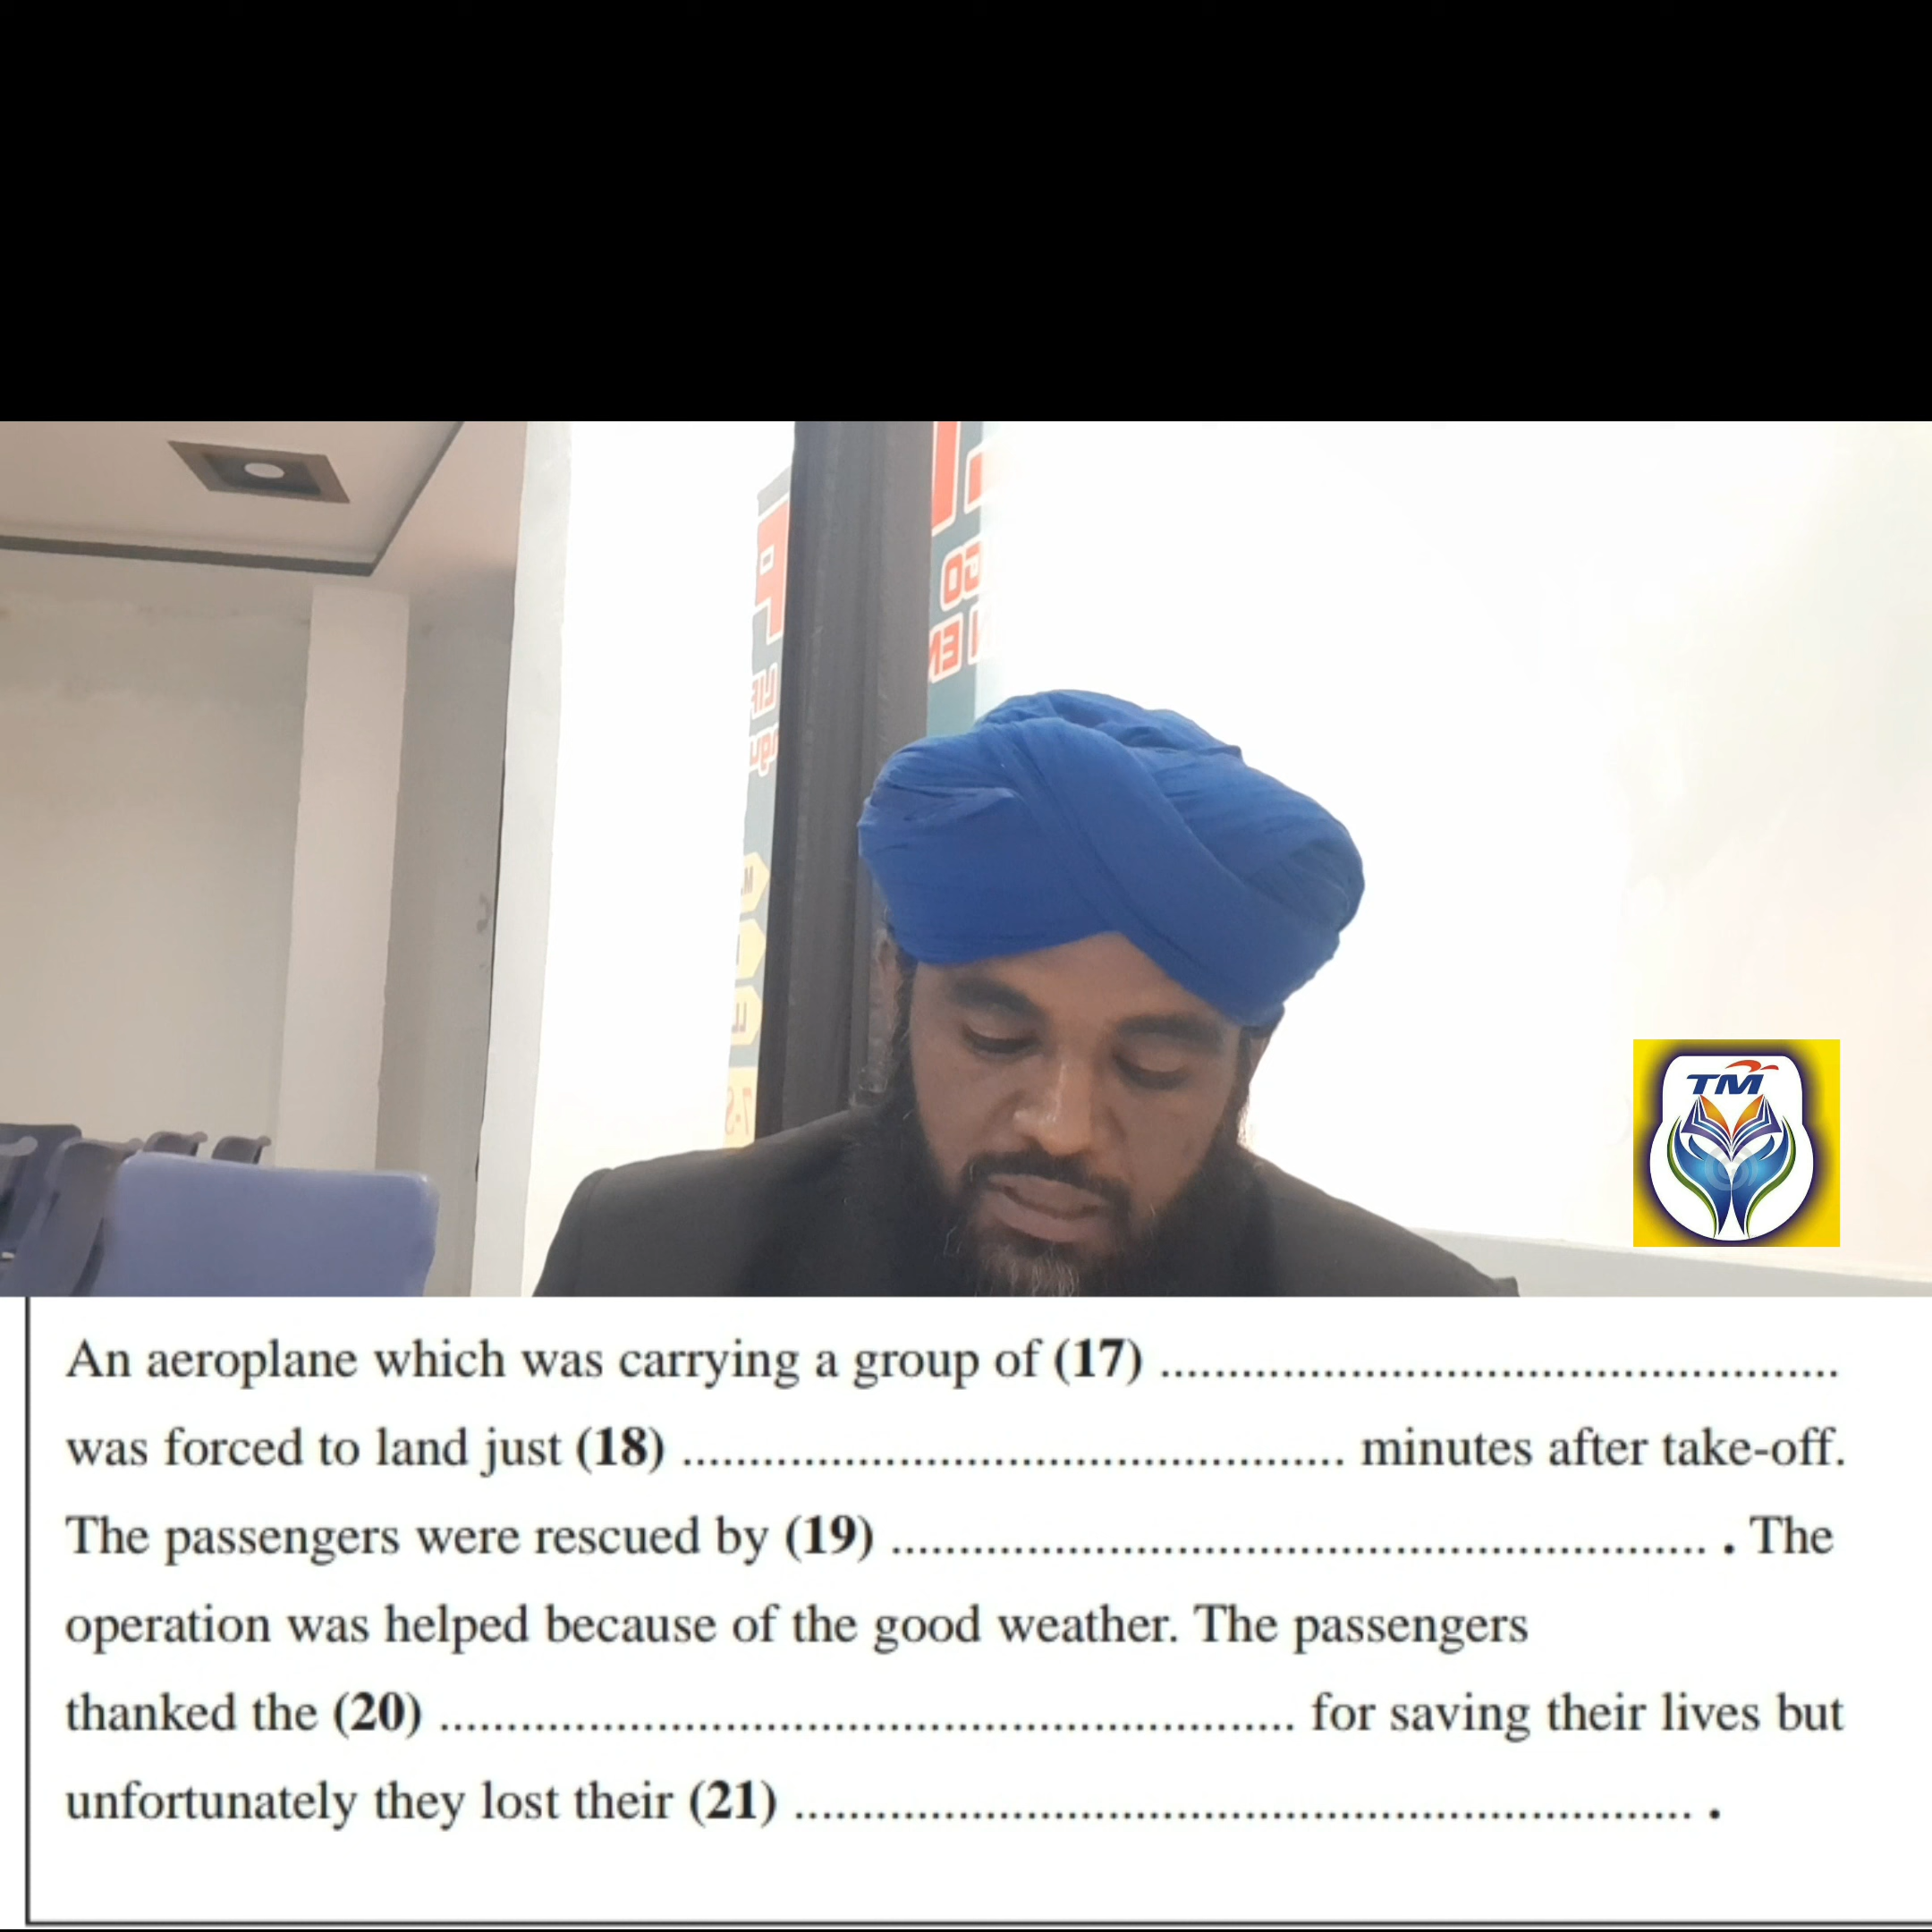 TM
An aeroplane which was carrying a group of (17) ..................................................
was forced to land just (18) ................................................. minutes after take-off.
The passengers were rescued by (19) ............................................................ . The
operation was helped because of the good weather. The passengers
thanked the (20) ............................................................... for saving their lives but
unfortunately they lost their (21) .................................................................. .